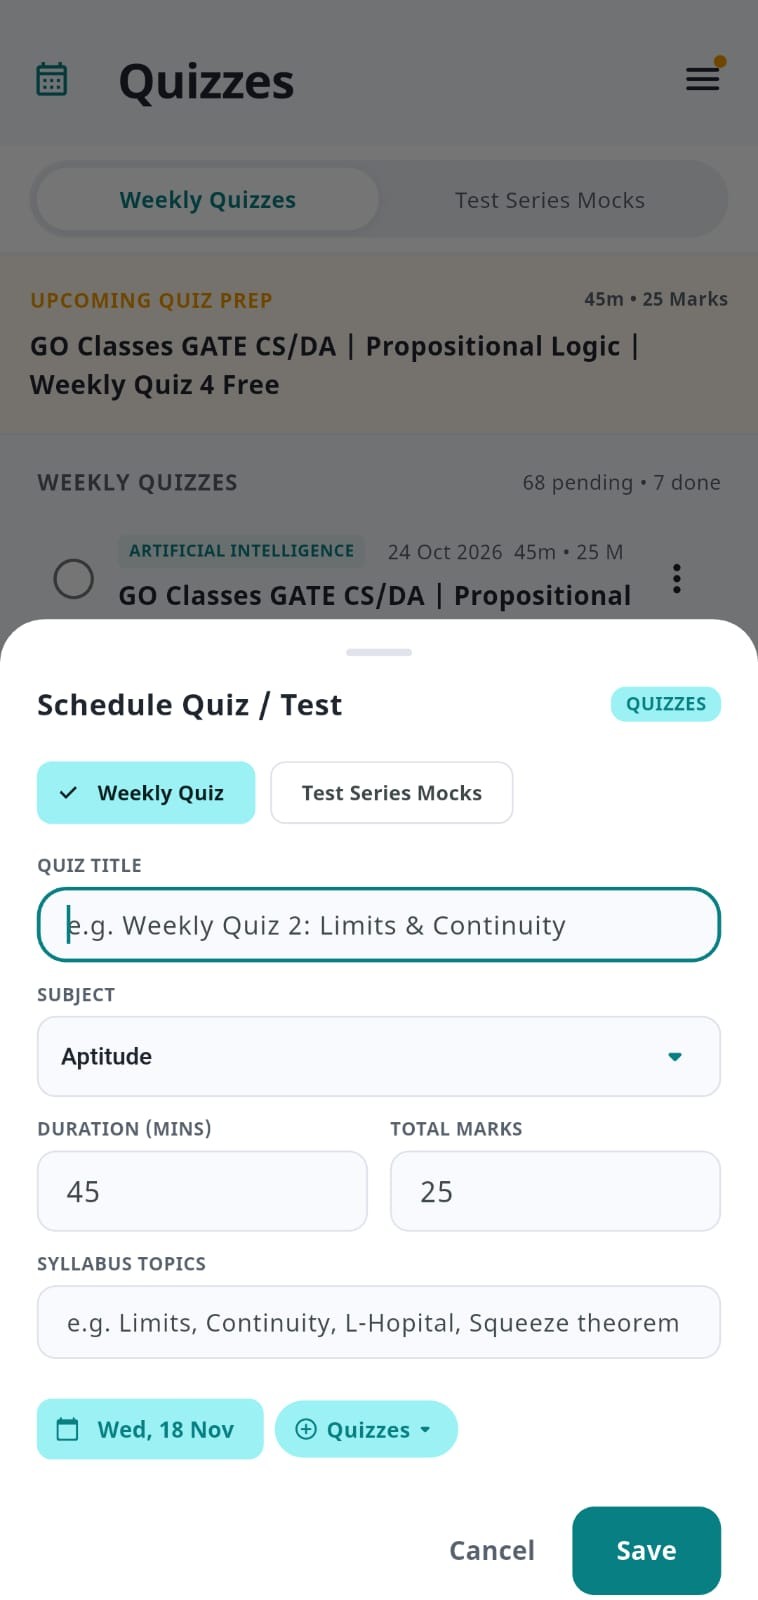 Quizzes
Weekly Quizzes
Test Series Mocks
UPCOMING QUIZ PREP
45m • 25 Marks
GO Classes GATE CS/DA | Propositional Logic |
Weekly Quiz 4 Free
WEEKLY QUIZZES
68 pending • 7 done
ARTIFICIAL INTELLIGENCE
24 Oct 2026 45m • 25 M
GO Classes GATE CS/DA | Propositional
Schedule Quiz / Test
QUIZZES
Weekly Quiz
Test Series Mocks
QUIZ TITLE
e.g. Weekly Quiz 2: Limits & Continuity
SUBJECT
Aptitude
DURATION (MINS)
TOTAL MARKS
45
25
SYLLABUS TOPICS
e.g. Limits, Continuity, L-Hopital, Squeeze theorem
Wed, 18 Nov
Quizzes
Cancel
Save